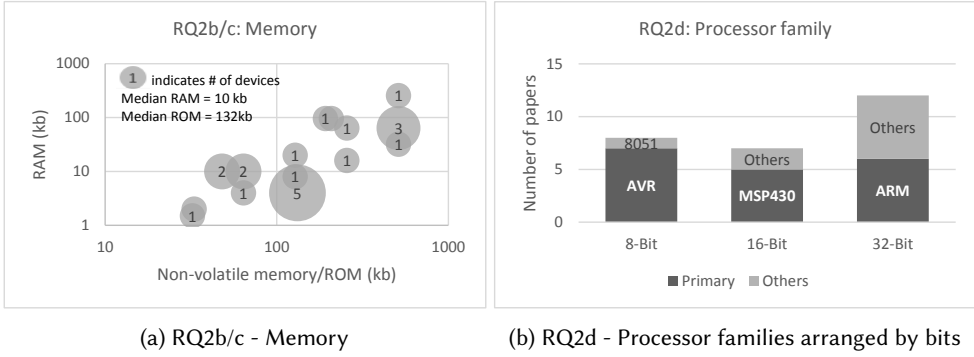 RQ2b/c: Memory
1 indicates # of devices
Median RAM = 10 kb
Median ROM = 132kb
RAM (kb)
1000
100
10
1
1
1
1
3
1
1
1
2
2
1
1
5
1
1
10
100
1000
Non-volatile memory/ROM (kb)
(a) RQ2b/c - Memory
RQ2d: Processor family
Number of papers
15
10
5
0
8051
AVR
Others
MSP430
Others
ARM
8-Bit
16-Bit
32-Bit
Primary
Others
(b) RQ2d - Processor families arranged by bits